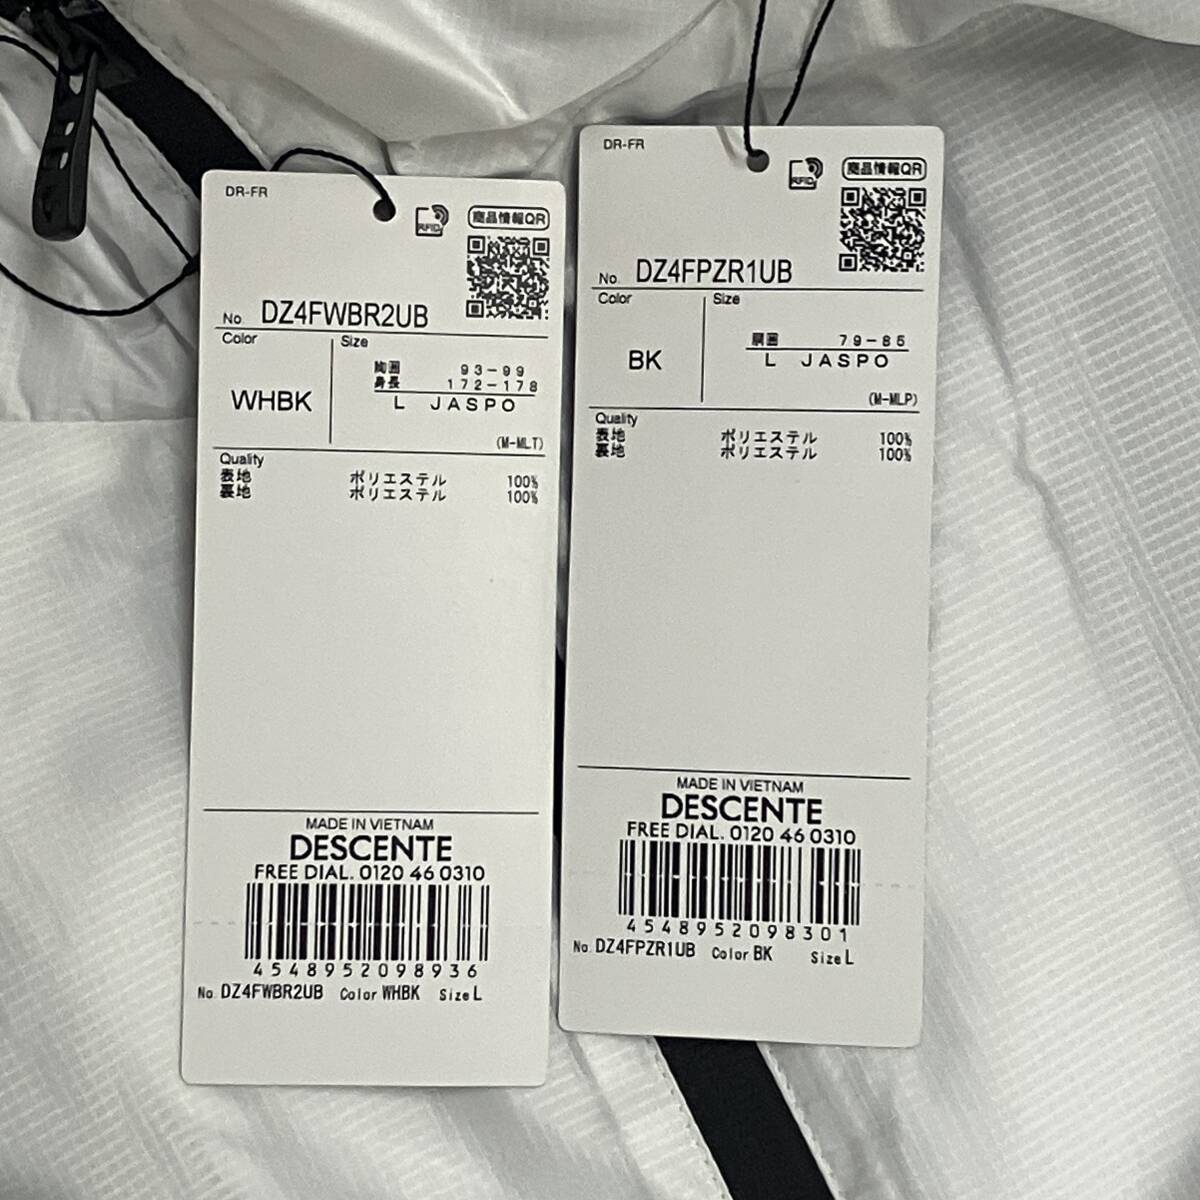 DR-FR
RFID
商品情報QR
No. DZ4FWBR2UB
Color
Size
WHBK
胸囲 93-99
身長 172-178
L JASPO
(M-MLT)
Quality
表地 ポリエステル 100%
裏地 ポリエステル 100%
MADE IN VIETNAM
DESCENTE
FREE DIAL. 0120 46 0310
4548952098936
No. DZ4FWBR2UB Color WHBK Size L
DR-FR
RFID
商品情報QR
No. DZ4FPZR1UB
Color
Size
BK
胴囲 79-85
L JASPO
(M-MLP)
Quality
表地 ポリエステル 100%
裏地 ポリエステル 100%
MADE IN VIETNAM
DESCENTE
FREE DIAL. 0120 46 0310
4548952098301
No. DZ4FPZR1UB Color BK Size L